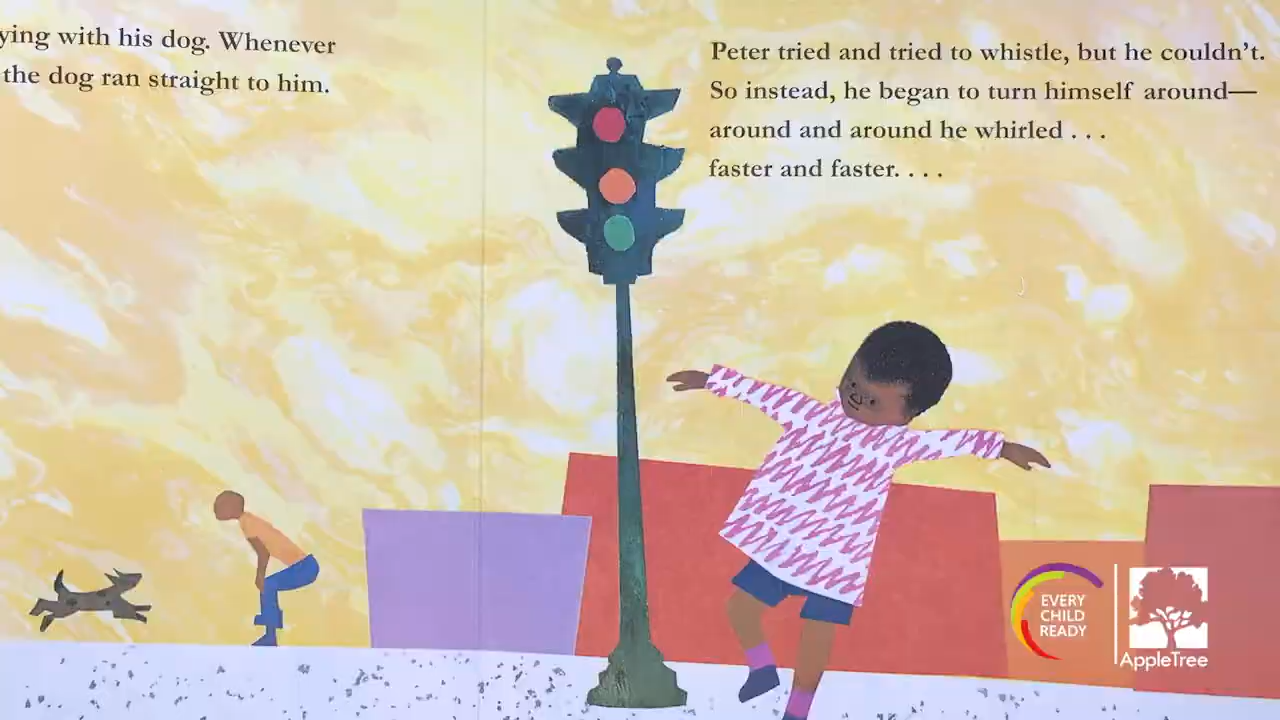 ying with his dog. Whenever
the dog ran straight to him.
Peter tried and tried to whistle, but he couldn't.
So instead, he began to turn himself around—
around and around he whirled . . .
faster and faster. . . .
EVERY
CHILD
READY
AppleTree